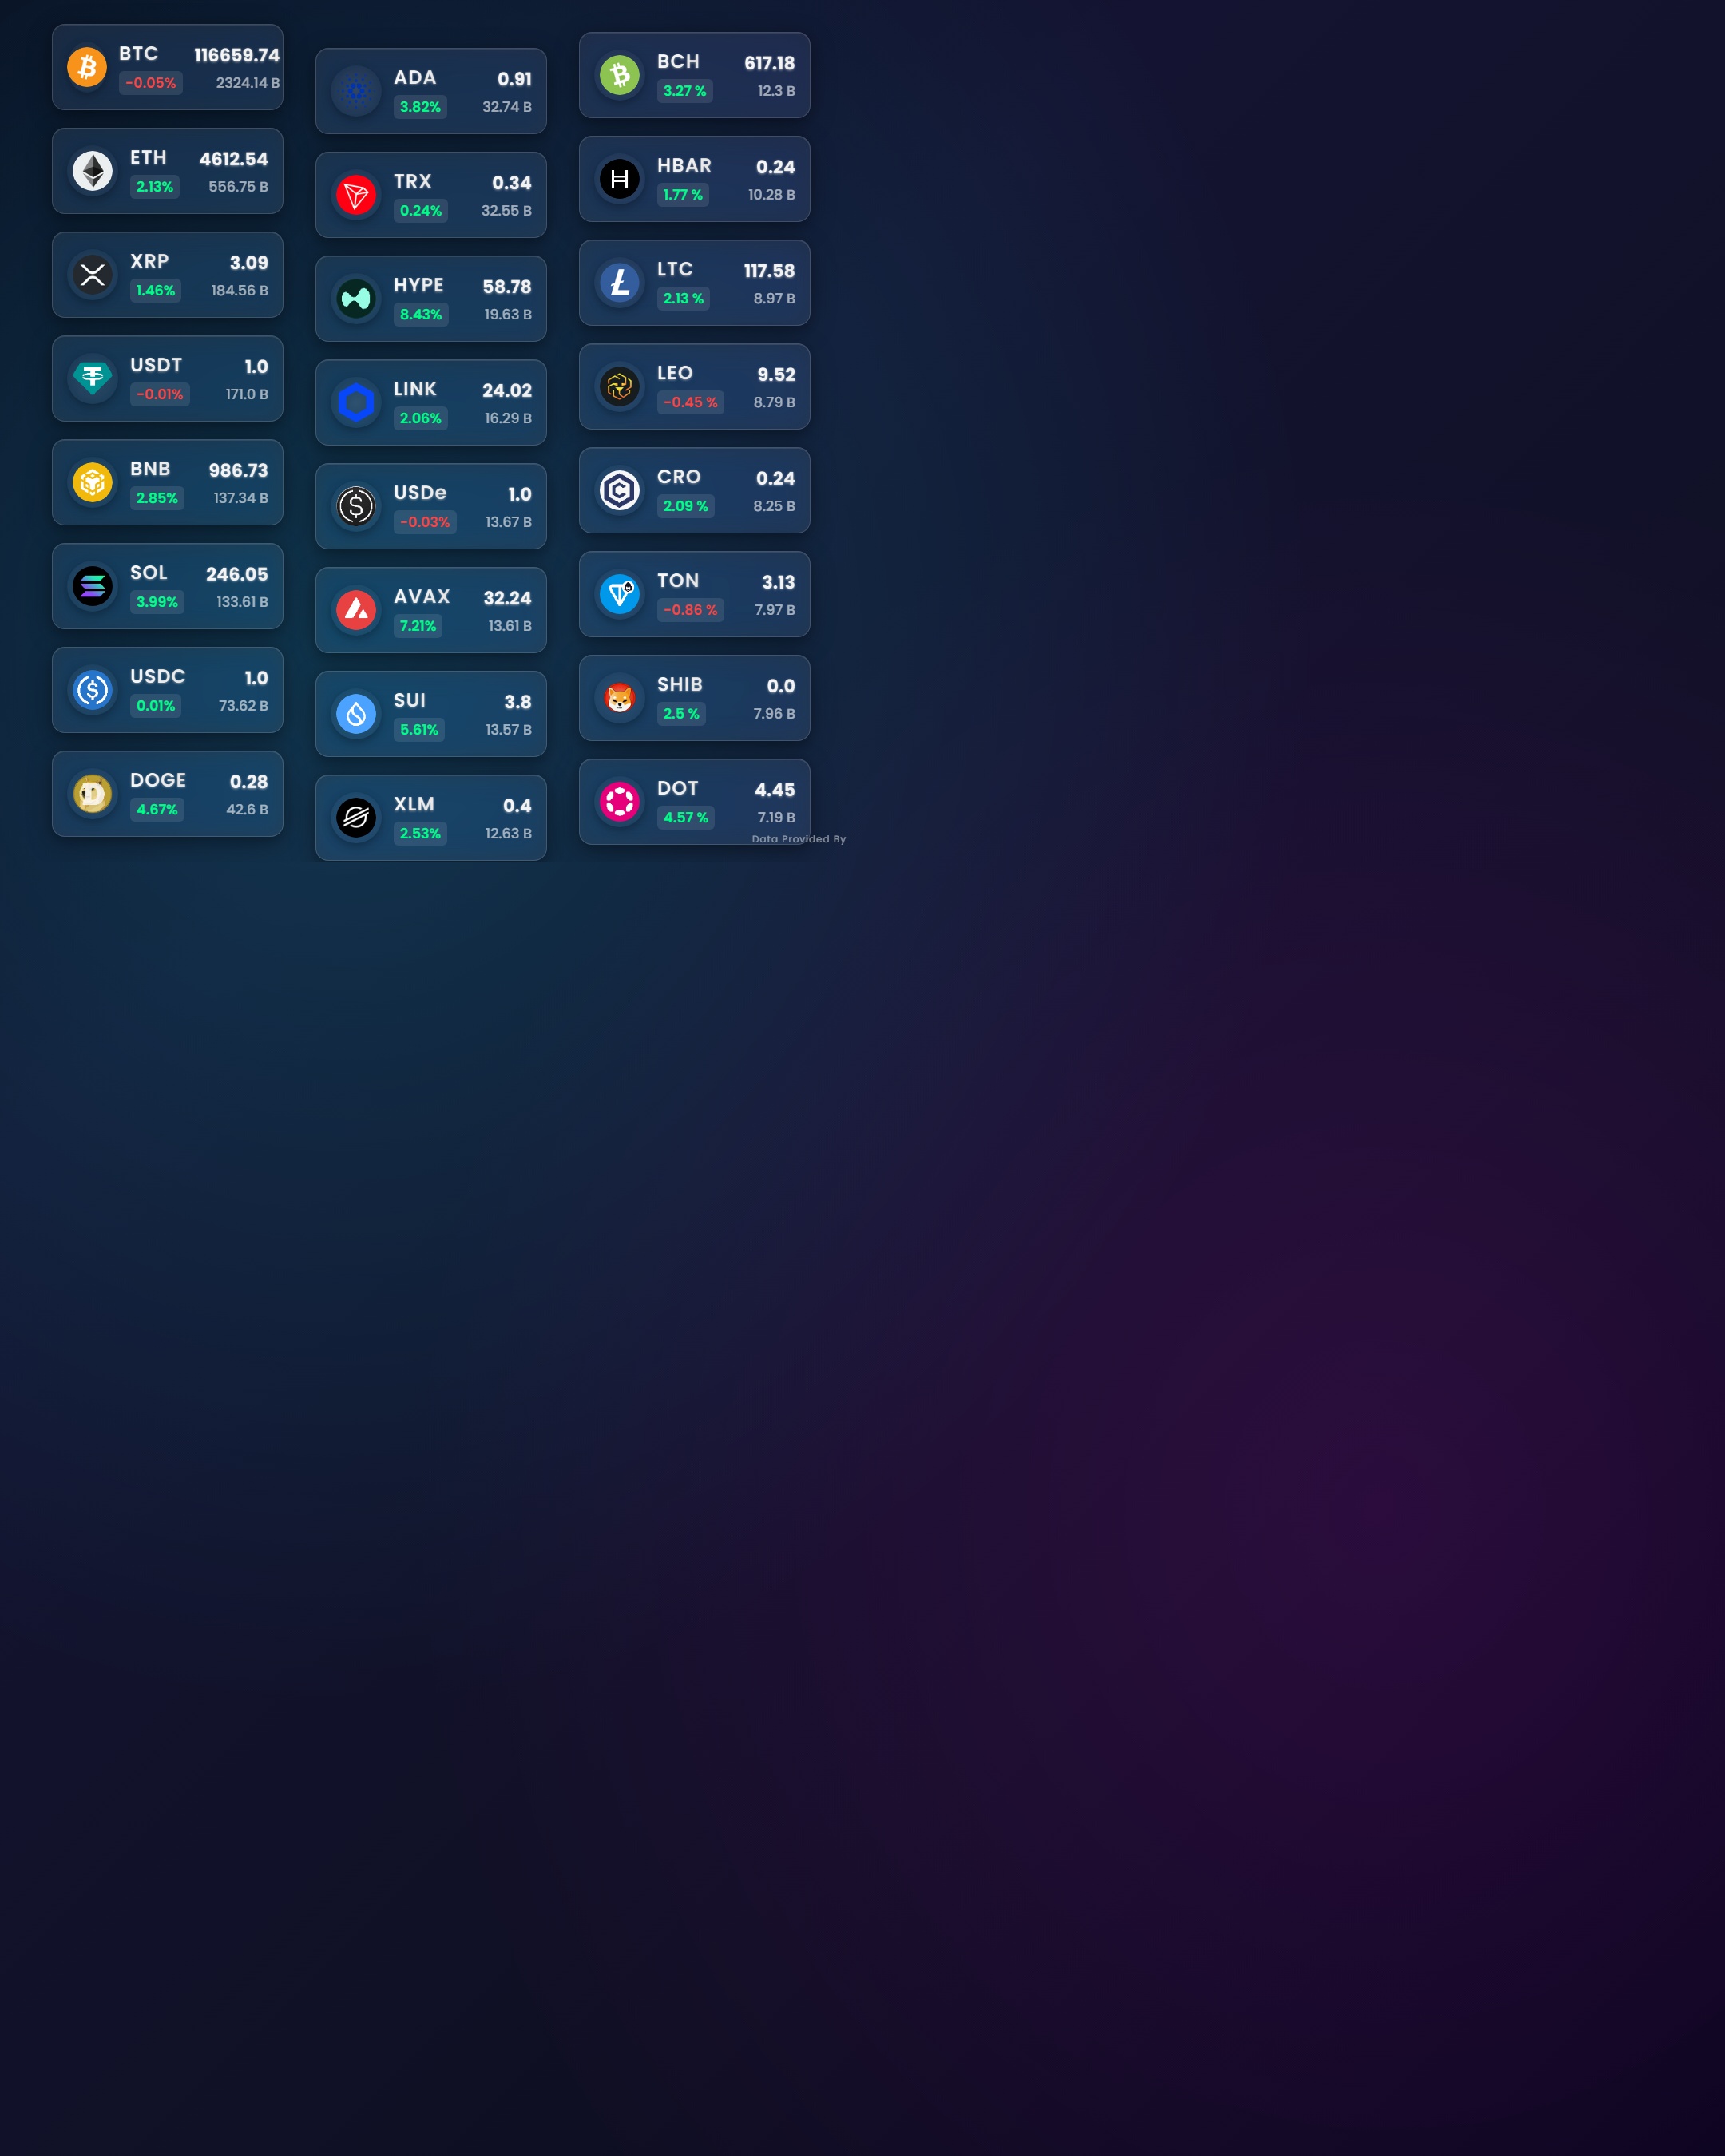 BTC 116659.74
-0.05% 2324.14 B
ETH 4612.54
2.13% 556.75 B
XRP 3.09
1.46% 184.56 B
USDT 1.0
-0.01% 171.0 B
BNB 986.73
2.85% 137.34 B
SOL 246.05
3.99% 133.61 B
USDC 1.0
0.01% 73.62 B
DOGE 0.28
4.67% 42.6 B
ADA 0.91
3.82% 32.74 B
TRX 0.34
0.24% 32.55 B
HYPE 58.78
8.43% 19.63 B
LINK 24.02
2.06% 16.29 B
USDe 1.0
-0.03% 13.67 B
AVAX 32.24
7.21% 13.61 B
SUI 3.8
5.61% 13.57 B
XLM 0.4
2.53% 12.63 B
BCH 617.18
3.27 % 12.3 B
HBAR 0.24
1.77 % 10.28 B
LTC 117.58
2.13 % 8.97 B
LEO 9.52
-0.45 % 8.79 B
CRO 0.24
2.09 % 8.25 B
TON 3.13
-0.86 % 7.97 B
SHIB 0.0
2.5 % 7.96 B
DOT 4.45
4.57 % 7.19 B
Data Provided By